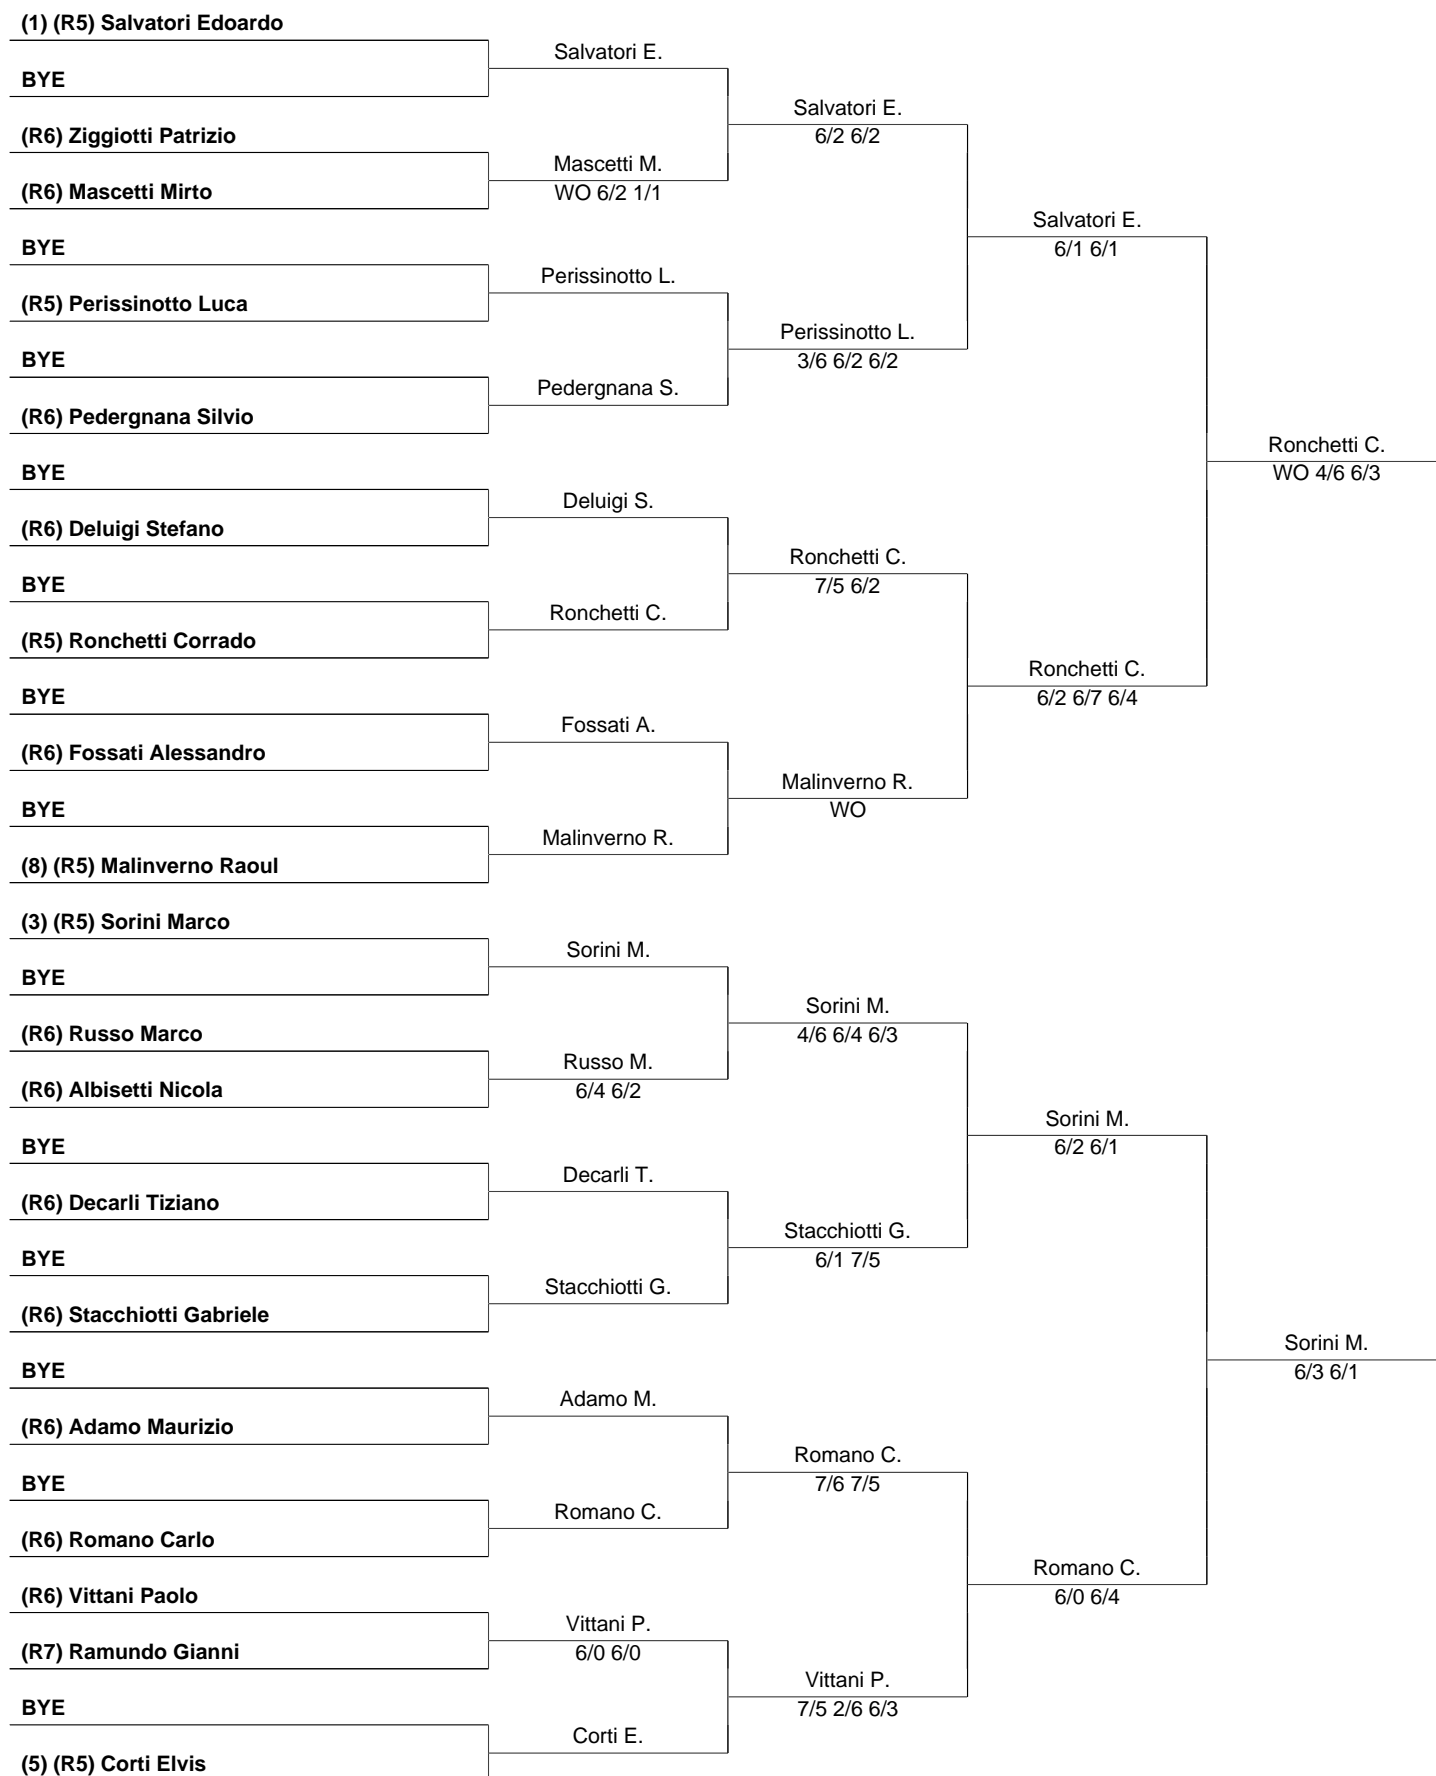 (1) (R5) Salvatori Edoardo
Salvatori E.
BYE
Salvatori E.
6/2 6/2
(R6) Ziggiotti Patrizio
Mascetti M.
WO 6/2 1/1
(R6) Mascetti Mirto
Salvatori E.
6/1 6/1
BYE
Perissinotto L.
(R5) Perissinotto Luca
Perissinotto L.
3/6 6/2 6/2
BYE
Pedergnana S.
(R6) Pedergnana Silvio
Ronchetti C.
WO 4/6 6/3
BYE
Deluigi S.
(R6) Deluigi Stefano
Ronchetti C.
7/5 6/2
BYE
Ronchetti C.
(R5) Ronchetti Corrado
Ronchetti C.
6/2 6/7 6/4
BYE
Fossati A.
(R6) Fossati Alessandro
Malinverno R.
WO
BYE
Malinverno R.
(8) (R5) Malinverno Raoul
(3) (R5) Sorini Marco
Sorini M.
BYE
Sorini M.
4/6 6/4 6/3
(R6) Russo Marco
Russo M.
6/4 6/2
(R6) Albisetti Nicola
Sorini M.
6/2 6/1
BYE
Decarli T.
(R6) Decarli Tiziano
Stacchiotti G.
6/1 7/5
BYE
Stacchiotti G.
(R6) Stacchiotti Gabriele
Sorini M.
6/3 6/1
BYE
Adamo M.
(R6) Adamo Maurizio
Romano C.
7/6 7/5
BYE
Romano C.
(R6) Romano Carlo
Romano C.
6/0 6/4
(R6) Vittani Paolo
Vittani P.
6/0 6/0
(R7) Ramundo Gianni
Vittani P.
7/5 2/6 6/3
BYE
Corti E.
(5) (R5) Corti Elvis